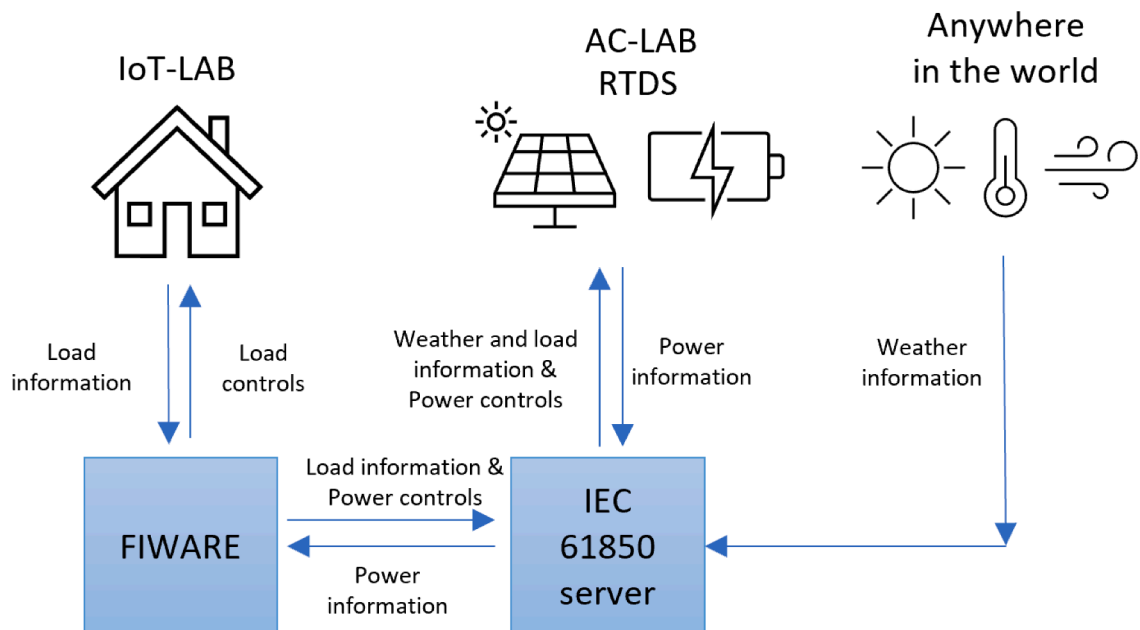 IoT-LAB
AC-LAB
RTDS
Anywhere
in the world
Load
information
Load
controls
Weather and load
information &
Power controls
Power
information
Weather
information
Load information &
Power controls
Power
information
FIWARE
IEC
61850
server